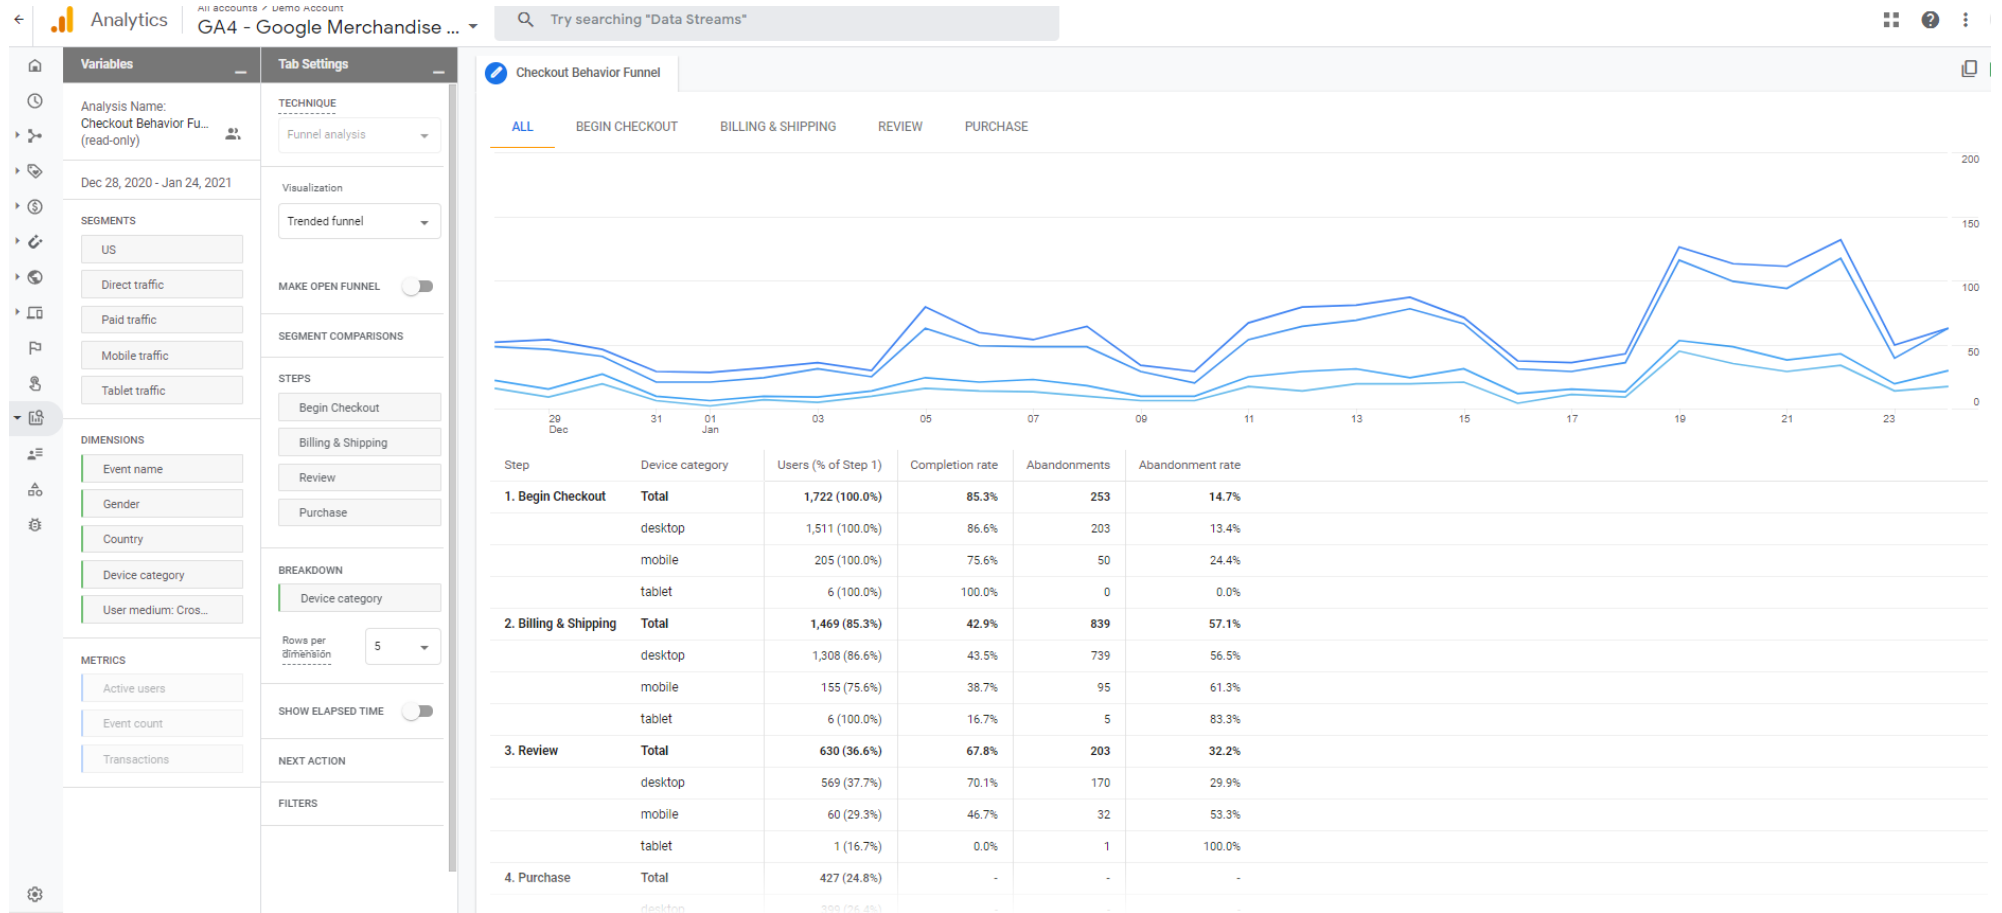 All accounts > Demo Account
Analytics
GA4 - Google Merchandise ...
Try searching "Data Streams"
Variables
Analysis Name:
Checkout Behavior Fu...
(read-only)
Dec 28, 2020 - Jan 24, 2021
SEGMENTS
US
Direct traffic
Paid traffic
Mobile traffic
Tablet traffic
DIMENSIONS
Event name
Gender
Country
Device category
User medium: Cros...
METRICS
Active users
Event count
Transactions
Tab Settings
TECHNIQUE
Funnel analysis
Visualization
Trended funnel
MAKE OPEN FUNNEL
SEGMENT COMPARISONS
STEPS
Begin Checkout
Billing & Shipping
Review
Purchase
BREAKDOWN
Device category
Rows per
dimension
5
SHOW ELAPSED TIME
NEXT ACTION
FILTERS
Checkout Behavior Funnel
ALL BEGIN CHECKOUT BILLING & SHIPPING REVIEW PURCHASE
200
150
100
50
0
29 31 01 03 05 07 09 11 13 15 17 19 21 23
Dec Jan
Step Device category Users (% of Step 1) Completion rate Abandonments Abandonment rate
1. Begin Checkout Total 1,722 (100.0%) 85.3% 253 14.7%
desktop 1,511 (100.0%) 86.6% 203 13.4%
mobile 205 (100.0%) 75.6% 50 24.4%
tablet 6 (100.0%) 100.0% 0 0.0%
2. Billing & Shipping Total 1,469 (85.3%) 42.9% 839 57.1%
desktop 1,308 (86.6%) 43.5% 739 56.5%
mobile 155 (75.6%) 38.7% 95 61.3%
tablet 6 (100.0%) 16.7% 5 83.3%
3. Review Total 630 (36.6%) 67.8% 203 32.2%
desktop 569 (37.7%) 70.1% 170 29.9%
mobile 60 (29.3%) 46.7% 32 53.3%
tablet 1 (16.7%) 0.0% 1 100.0%
4. Purchase Total 427 (24.8%) - - -
desktop 399 (26.4%)